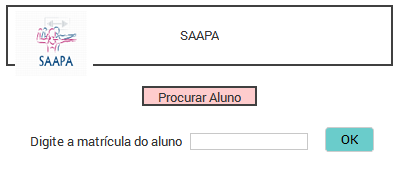 SAAPA
SAAPA
Procurar Aluno
Digite a matrícula do aluno
OK